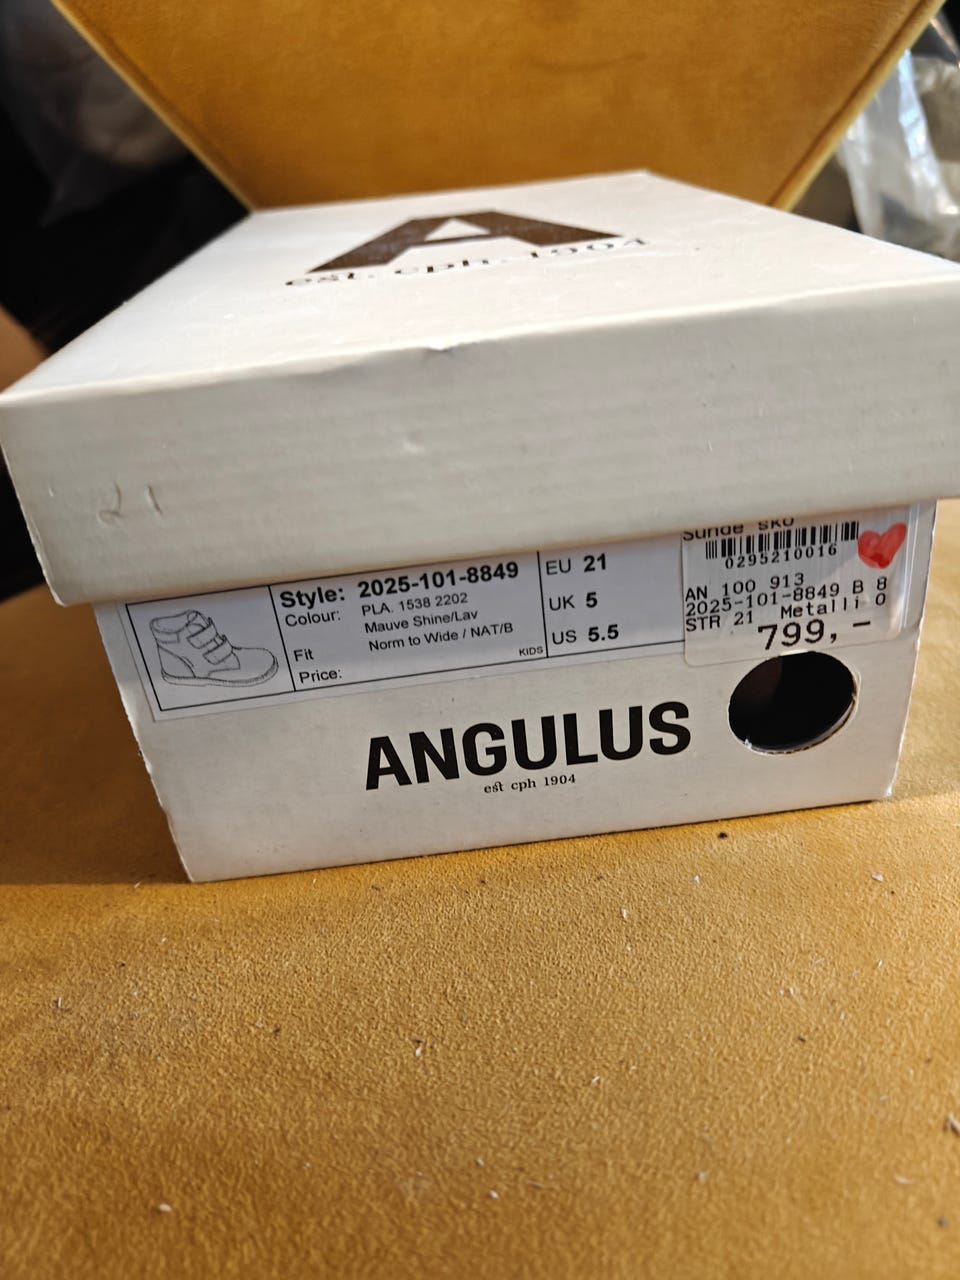 A
est. cph. 1904
21
Style: 2025-101-8849
Colour: PLA. 1538 2202
Mauve Shine/Lav
Fit Norm to Wide / NAT/B
Price:
KIDS
EU 21
UK 5
US 5.5
Sunde sko
0295210016
AN 100 913
2025-101-8849 B 8
STR 21 Metalli 0
799,-
ANGULUS
est cph 1904